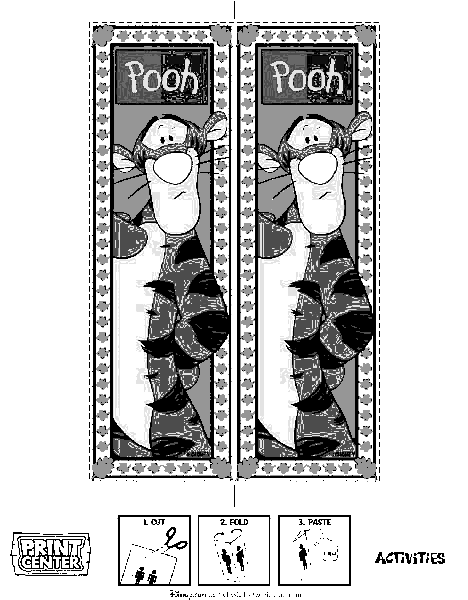 Pooh Pooh
1. CUT 2. FOLD 3. PASTE
PRINT
CENTER
ACTIVITIES